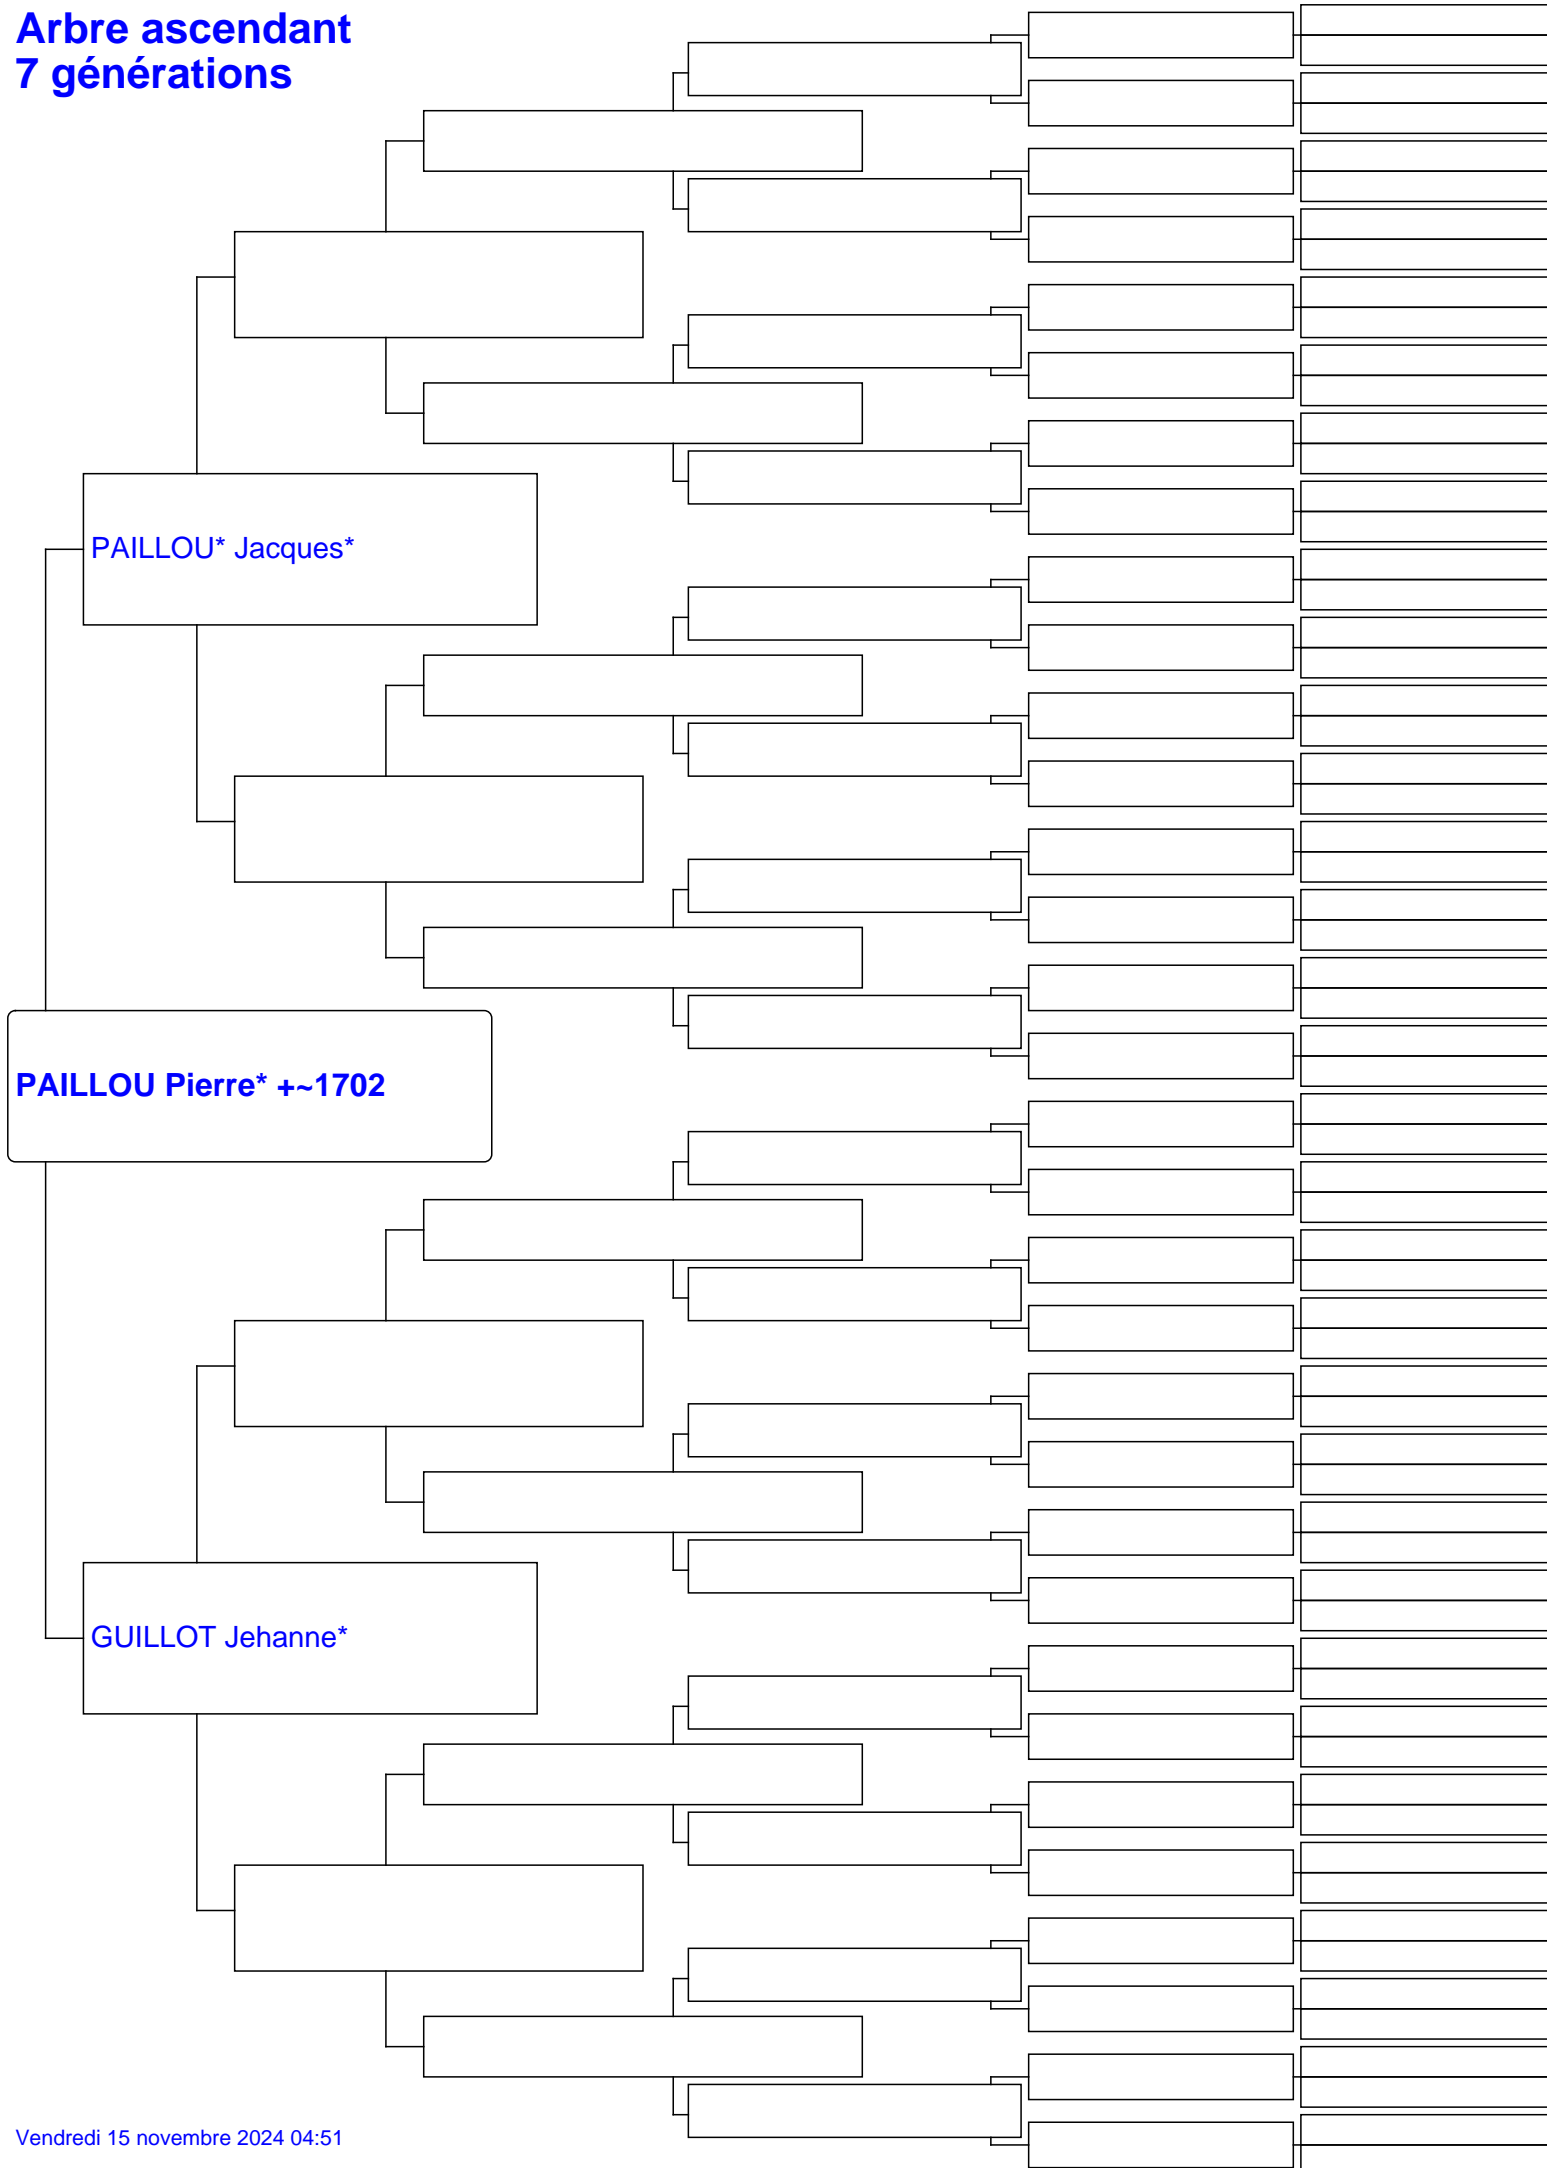 Arbre ascendant
7 générations
PAILLOU* Jacques*
PAILLOU Pierre* +~1702
GUILLOT Jehanne*
Vendredi 15 novembre 2024 04:51